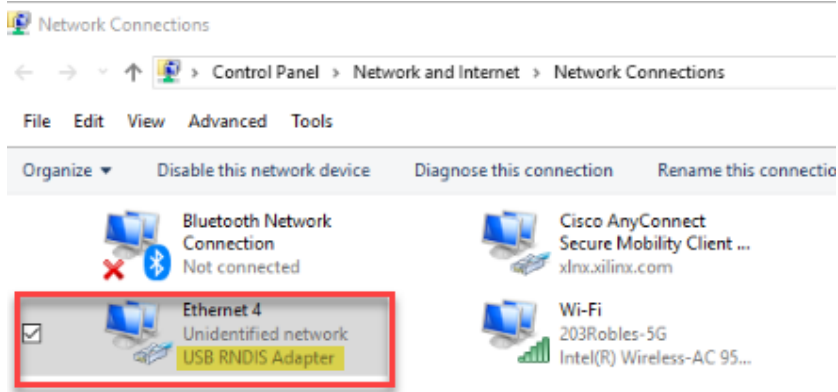 Network Connections
Control Panel > Network and Internet > Network Connections
File Edit View Advanced Tools
Organize Disable this network device Diagnose this connection Rename this connectio
Bluetooth Network
Connection
Not connected
Cisco AnyConnect
Secure Mobility Client ...
xlnx.xilinx.com
Ethernet 4
Unidentified network
USB RNDIS Adapter
Wi-Fi
203Robles-5G
Intel(R) Wireless-AC 95...